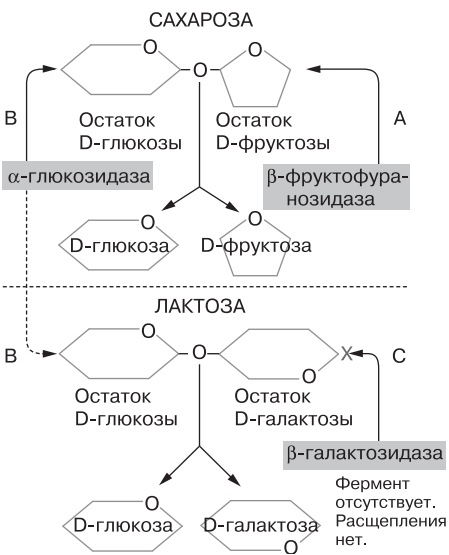 САХАРОЗА
O
O
O
B
A
Остаток
D-глюкозы
Остаток
D-фруктозы
α-глюкозидаза
β-фруктофура-
нозидаза
O
O
D-глюкоза
D-фруктоза
ЛАКТОЗА
O
B
O
X
C
O
Остаток
D-глюкозы
Остаток
D-галактозы
β-галактозидаза
Фермент
отсутствует.
Расщепления
нет.
O
D-глюкоза
D-галактоза
O